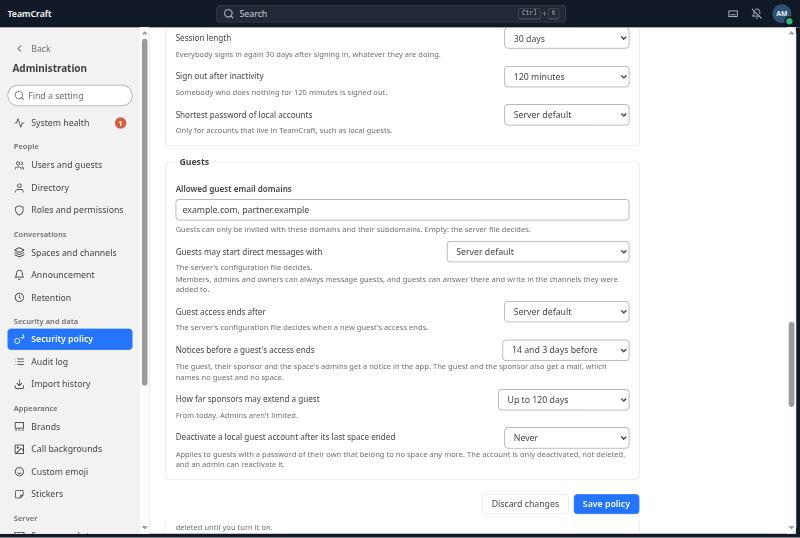 TeamCraft
Search
Ctrl + K
AM
Back
Administration
Find a setting
System health
1
People
Users and guests
Directory
Roles and permissions
Conversations
Spaces and channels
Announcement
Retention
Security and data
Security policy
Audit log
Import history
Appearance
Brands
Call backgrounds
Custom emoji
Stickers
Server
Session length
30 days
Everybody signs in again 30 days after signing in, whatever they are doing.
Sign out after inactivity
120 minutes
Somebody who does nothing for 120 minutes is signed out.
Shortest password of local accounts
Server default
Only for accounts that live in TeamCraft, such as local guests.
Guests
Allowed guest email domains
example.com, partner.example
Guests can only be invited with these domains and their subdomains. Empty: the server file decides.
Guests may start direct messages with
Server default
The server's configuration file decides.
Members, admins and owners can always message guests, and guests can answer there and write in the channels they were
added to.
Guest access ends after
Server default
The server's configuration file decides when a new guest's access ends.
Notices before a guest's access ends
14 and 3 days before
The guest, their sponsor and the space's admins get a notice in the app. The guest and the sponsor also get a mail, which
names no guest and no space.
How far sponsors may extend a guest
Up to 120 days
From today. Admins aren't limited.
Deactivate a local guest account after its last space ended
Never
Applies to guests with a password of their own that belong to no space any more. The account is only deactivated, not deleted,
and an admin can reactivate it.
Discard changes
Save policy
deleted until you turn it on.